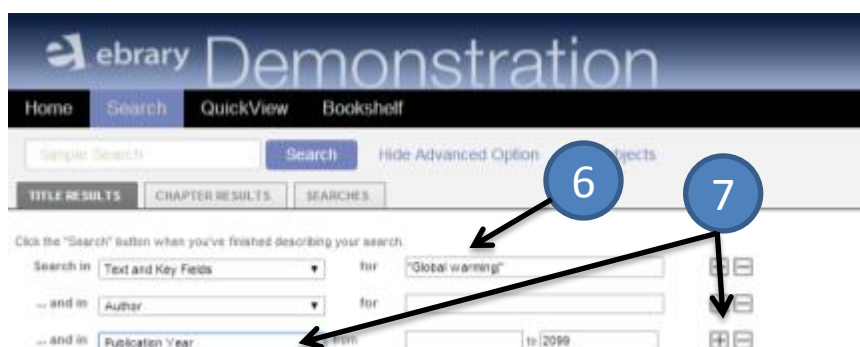 ebrary Demonstration
Home Search QuickView Bookshelf
Simple Search Search Hide Advanced Option
6 7
TITLE RESULTS CHAPTER RESULTS SEARCHES
Click the "Search" button when you've finished describing your search.
Search in Text and Key Fields for "Global warming|"
... and in Author for
... and in Publication Year to 2099